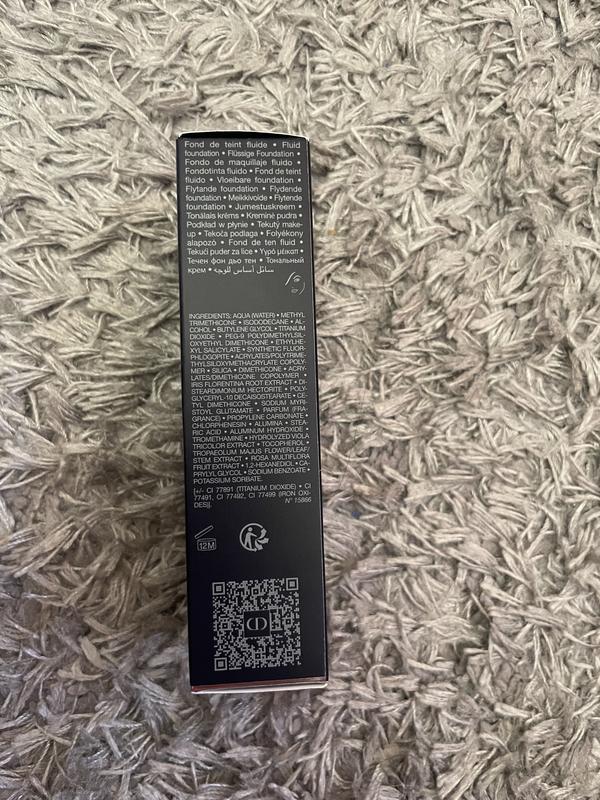 Fond de teint fluide • Fluid
foundation • Flüssige Foundation •
Fondo de maquillaje fluido •
Fondotinta fluido • Fond de teint
fluido • Vloeibare foundation •
Flytande foundation • Flydende
foundation • Meikkivoide • Flytende
foundation • Jumestuskreem •
Tonālais krēms • Kreminė pudra •
Podkład w płynie • Tekutý make-
up • Tekoča podlaga • Folyékony
alapozó • Fond de ten fluid •
Tekući puder za lice • Υγρό μέικαπ •
Течен фон дьо тен • Тональный
крем • سائل أساس للوجه
INGREDIENTS: AQUA (WATER) • METHYL
TRIMETHICONE • ISODODECANE • AL-
COHOL • BUTYLENE GLYCOL • TITANIUM
DIOXIDE • PEG-9 POLYDIMETHYLSIL-
OXYETHYL DIMETHICONE • ETHYLHE-
XYL SALICYLATE • SYNTHETIC FLUOR-
PHLOGOPITE • ACRYLATES/POLYTRIME-
THYLSILOXYMETHACRYLATE COPOLY-
MER • SILICA • DIMETHICONE • ACRY-
LATES/DIMETHICONE COPOLYMER •
IRIS FLORENTINA ROOT EXTRACT • DI-
STEARDIMONIUM HECTORITE • POLY-
GLYCERYL-10 DECAISOSTEARATE • CE-
TYL DIMETHICONE • SODIUM MYRI-
STOYL GLUTAMATE • PARFUM (FRA-
GRANCE) • PROPYLENE CARBONATE •
CHLORPHENESIN • ALUMINA • STEA-
RIC ACID • ALUMINUM HYDROXIDE •
TROMETHAMINE • HYDROLYZED VIOLA
TRICOLOR EXTRACT • TOCOPHEROL •
TROPAEOLUM MAJUS FLOWER/LEAF/
STEM EXTRACT • ROSA MULTIFLORA
FRUIT EXTRACT • 1,2-HEXANEDIOL • CA-
PRYLYL GLYCOL • SODIUM BENZOATE •
POTASSIUM SORBATE.
[+/- CI 77891 (TITANIUM DIOXIDE) • CI
77491, CI 77492, CI 77499 (IRON OXI-
DES)]. N° 15866
12M
CD